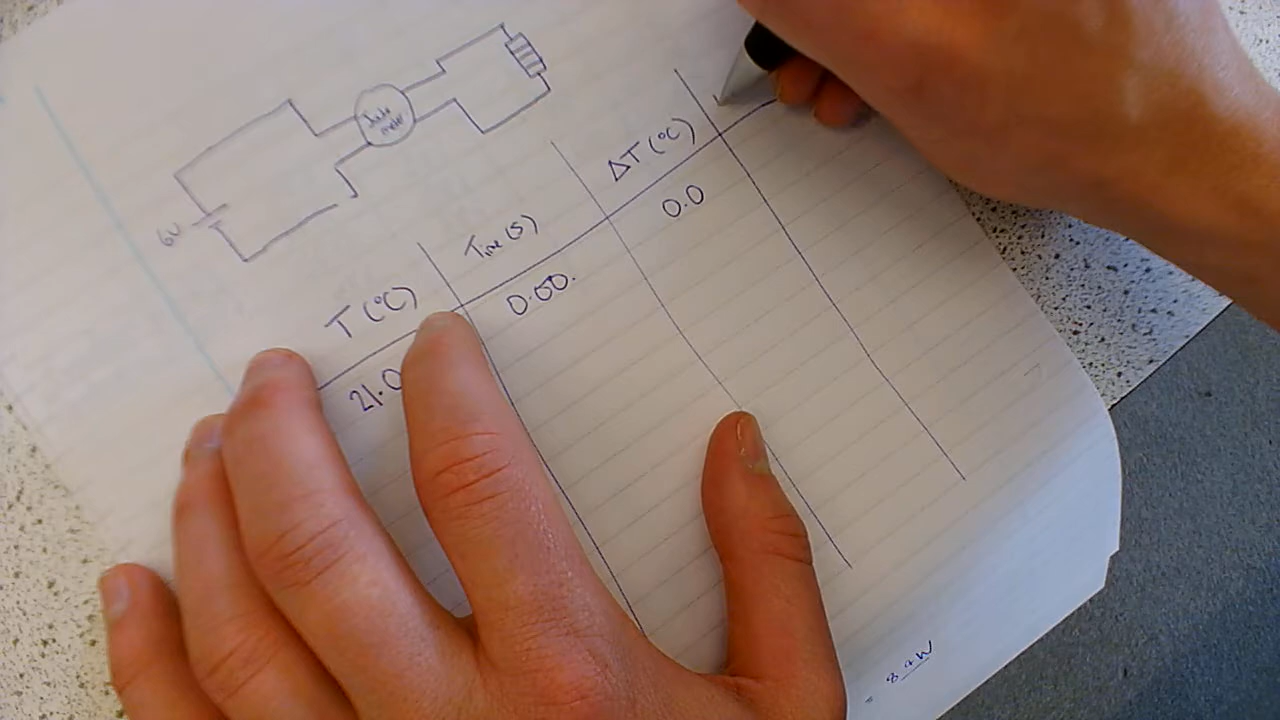 Joule
meter
6V
T (°C)
Time (s)
ΔT (°C)
21.0
0.00.
0.0